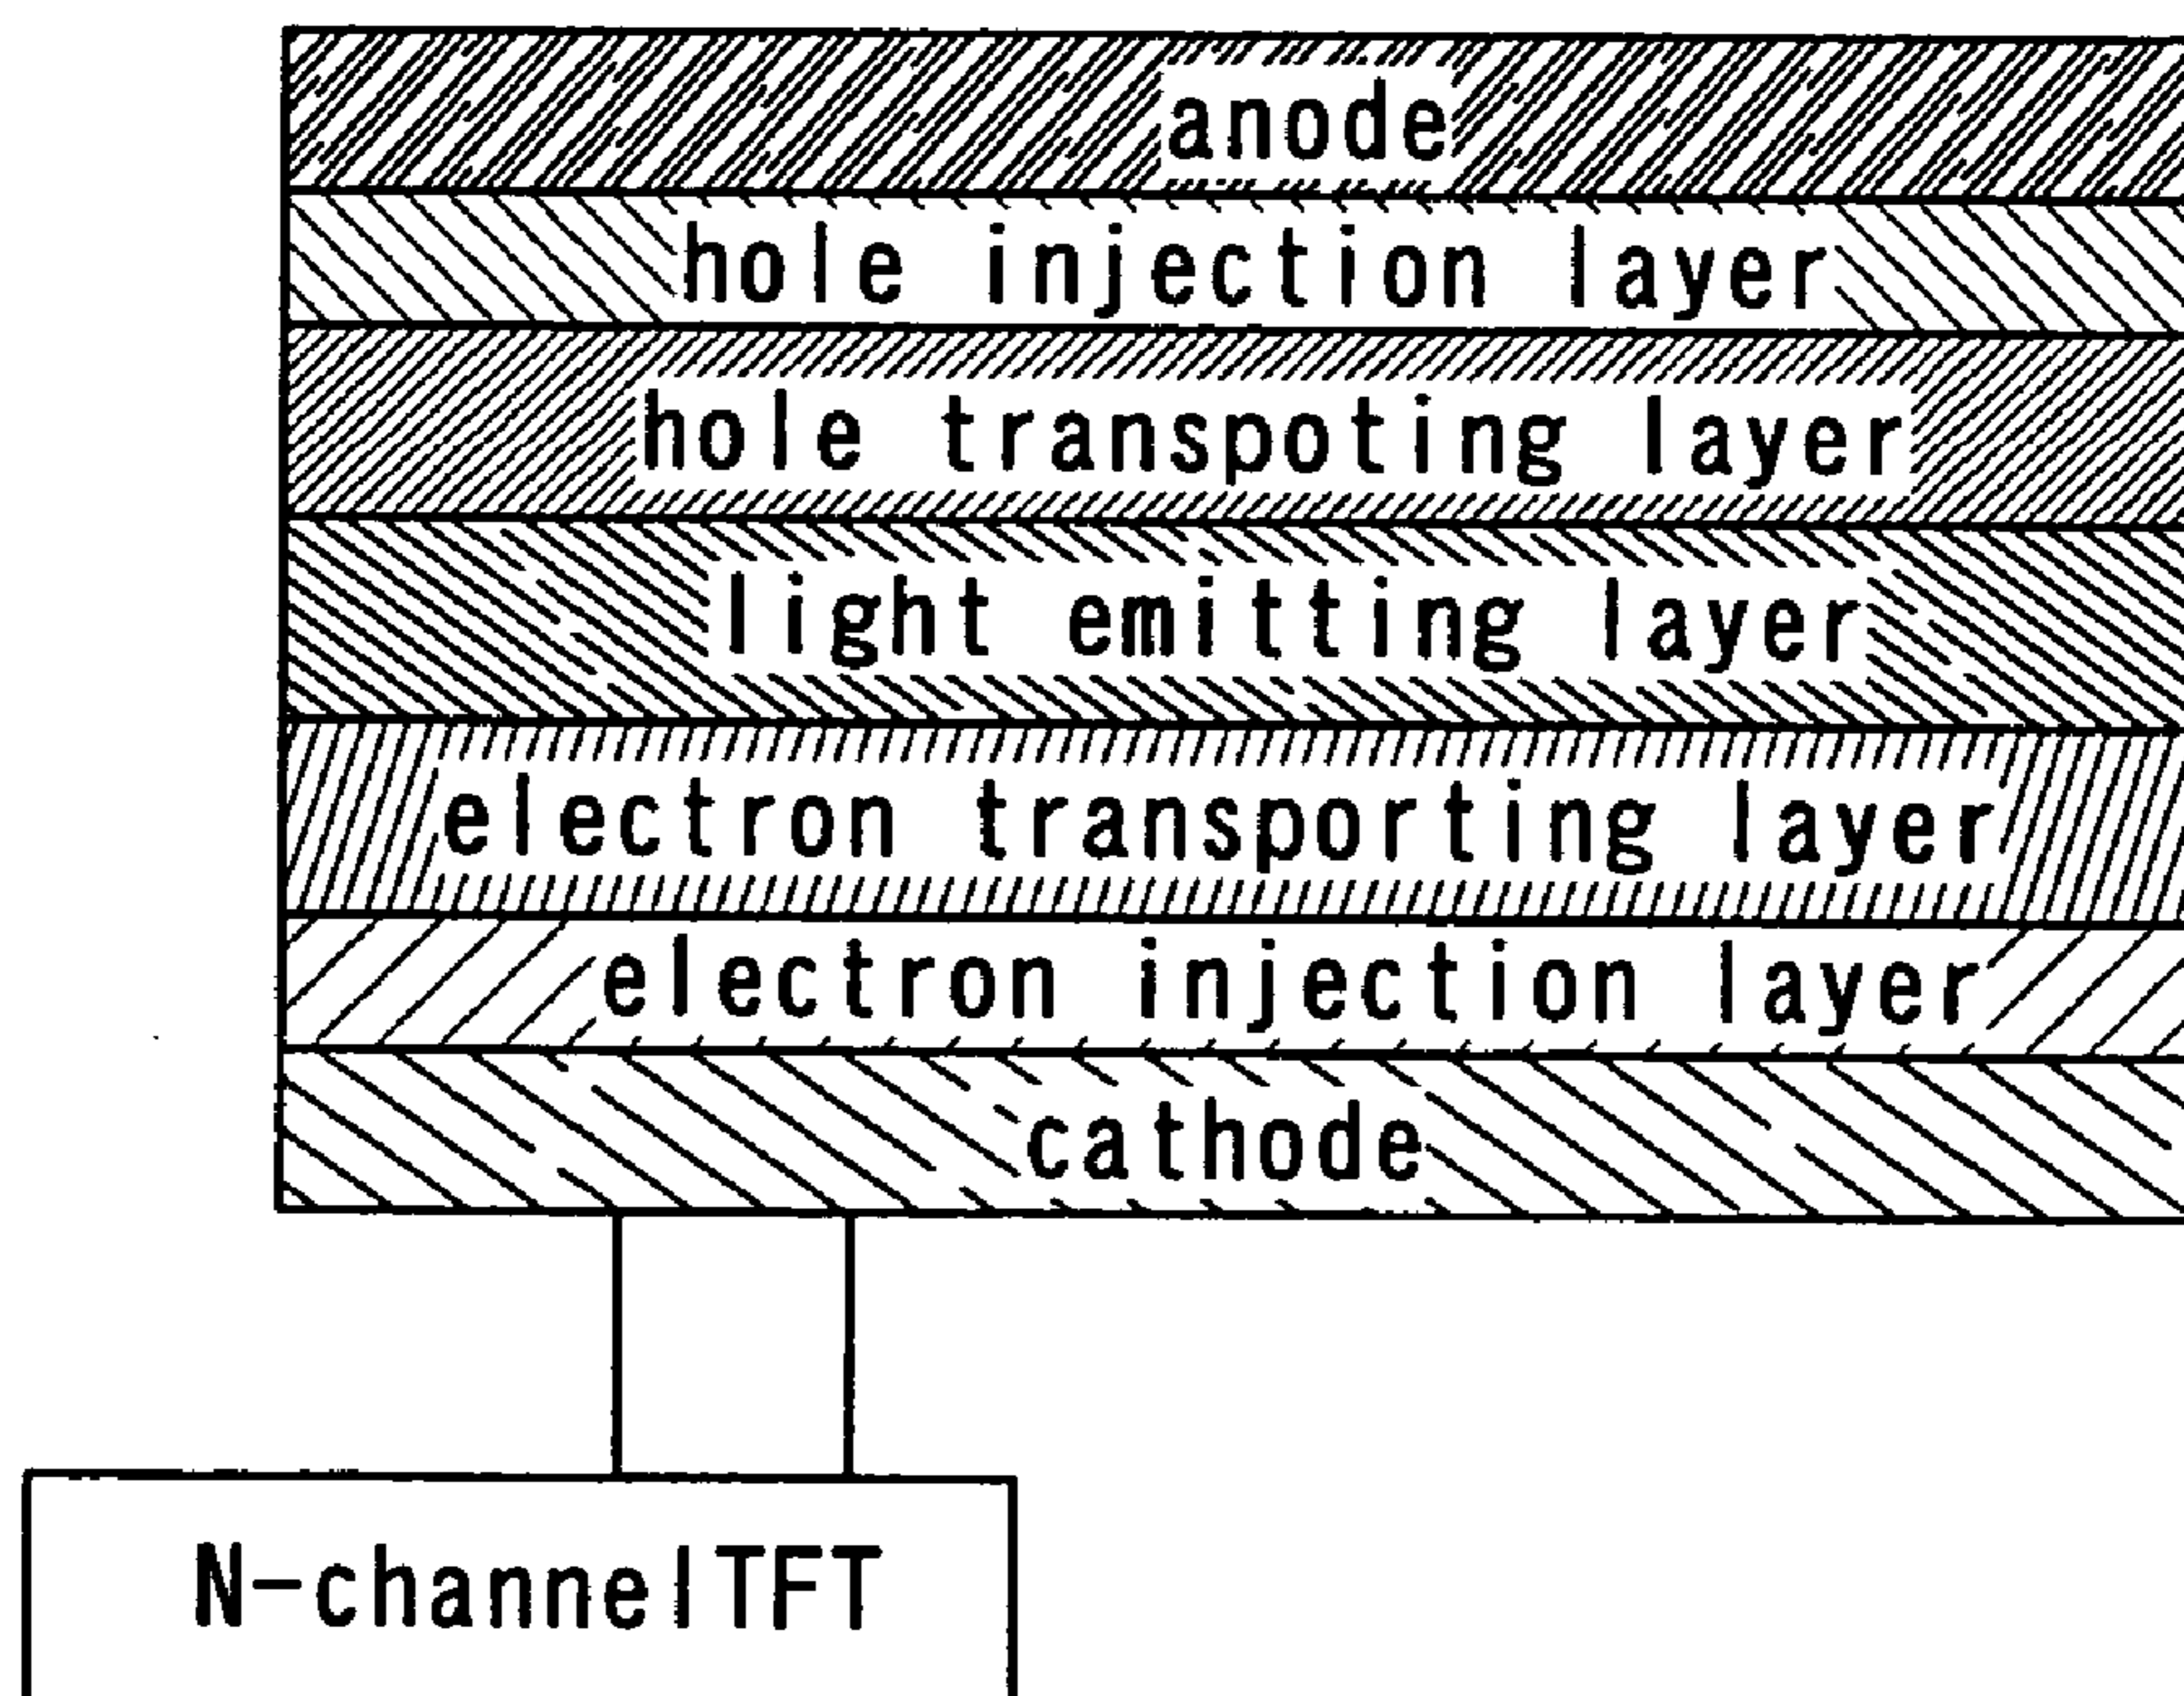 anode
hole injection layer
hole transpoting layer
light emitting layer
electron transporting layer
electron injection layer
cathode
N-channelTFT